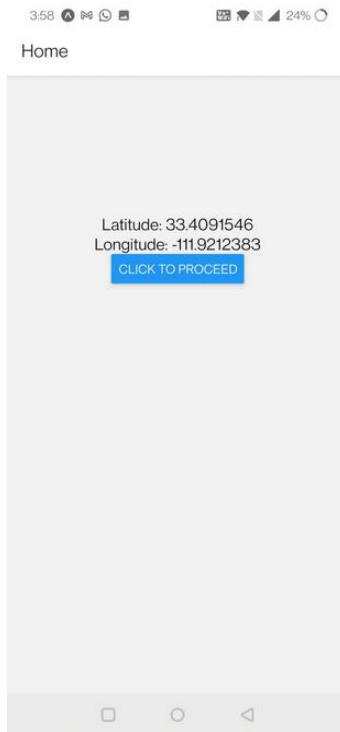 3:58 24%
Home
Latitude: 33.4091546
Longitude: -111.9212383
CLICK TO PROCEED